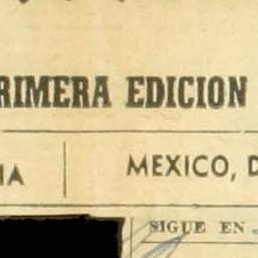 RIMERA EDICION
IA MEXICO, D
SIGUE EN